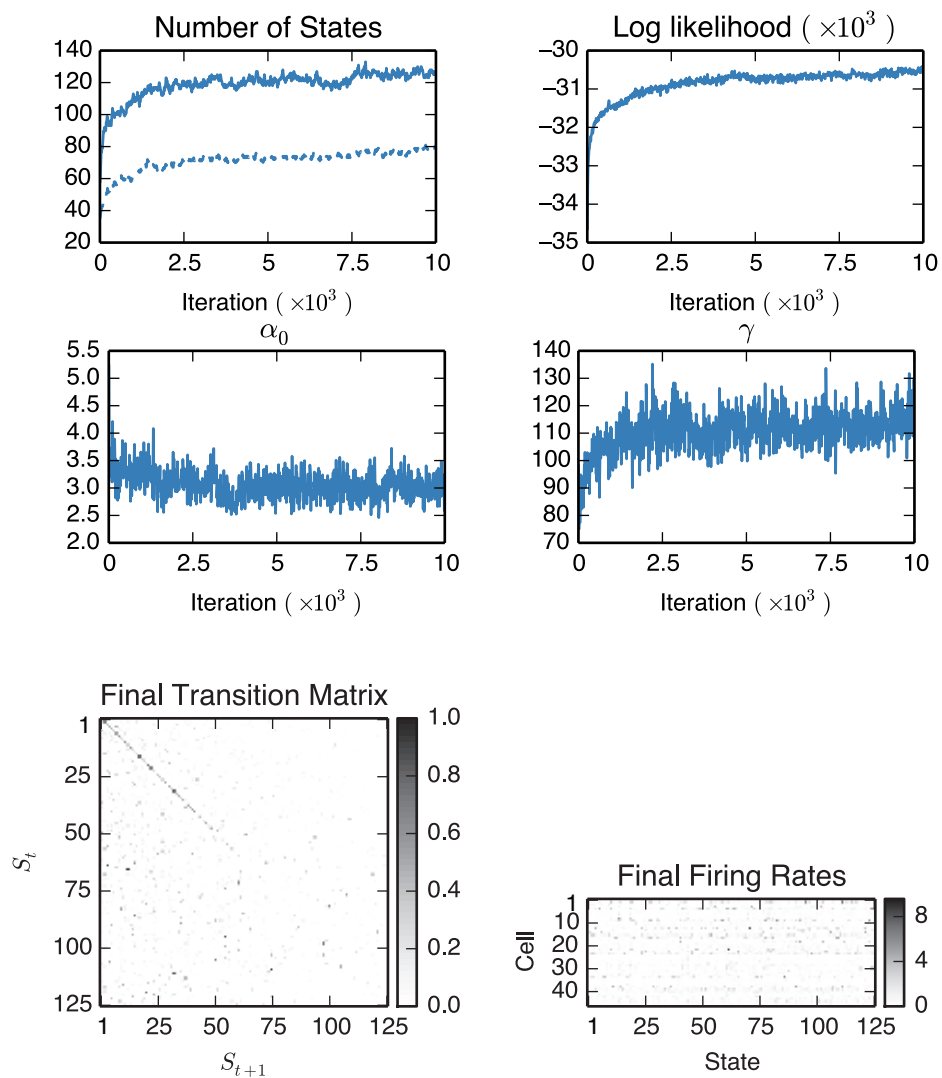 Number of States
140
120
100
80
60
40
20
0 2.5 5 7.5 10
Iteration ( ×10³ )
Log likelihood ( ×10³ )
−30
−31
−32
−33
−34
−35
0 2.5 5 7.5 10
Iteration ( ×10³ )
α₀
5.5
5.0
4.5
4.0
3.5
3.0
2.5
2.0
0 2.5 5 7.5 10
Iteration ( ×10³ )
γ
140
130
120
110
100
90
80
70
0 2.5 5 7.5 10
Iteration ( ×10³ )
Final Transition Matrix
S_t
1
25
50
75
100
125
1 25 50 75 100 125
S_{t+1}
1.0
0.8
0.6
0.4
0.2
0.0
Final Firing Rates
Cell
1
10
20
30
40
1 25 50 75 100 125
State
8
4
0